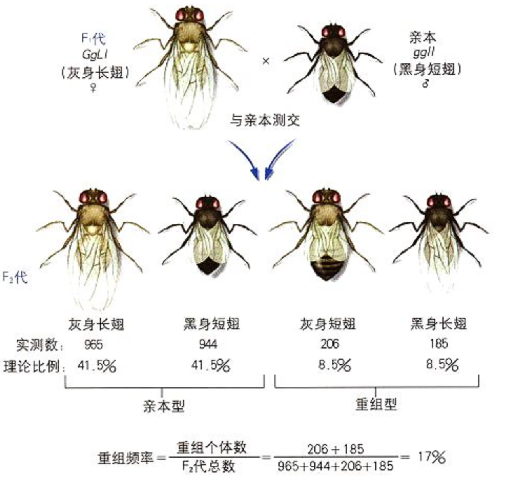 F₁代
GgLl
(灰身长翅)
♀
×
亲本
ggll
(黑身短翅)
♂
与亲本测交
F₂代
灰身长翅 黑身短翅 灰身短翅 黑身长翅
实测数: 965 944 206 185
理论比例: 41.5% 41.5% 8.5% 8.5%
亲本型 重组型
重组频率 = 重组个体数 / F₂代总数 = 206+185 / 965+944+206+185 = 17%